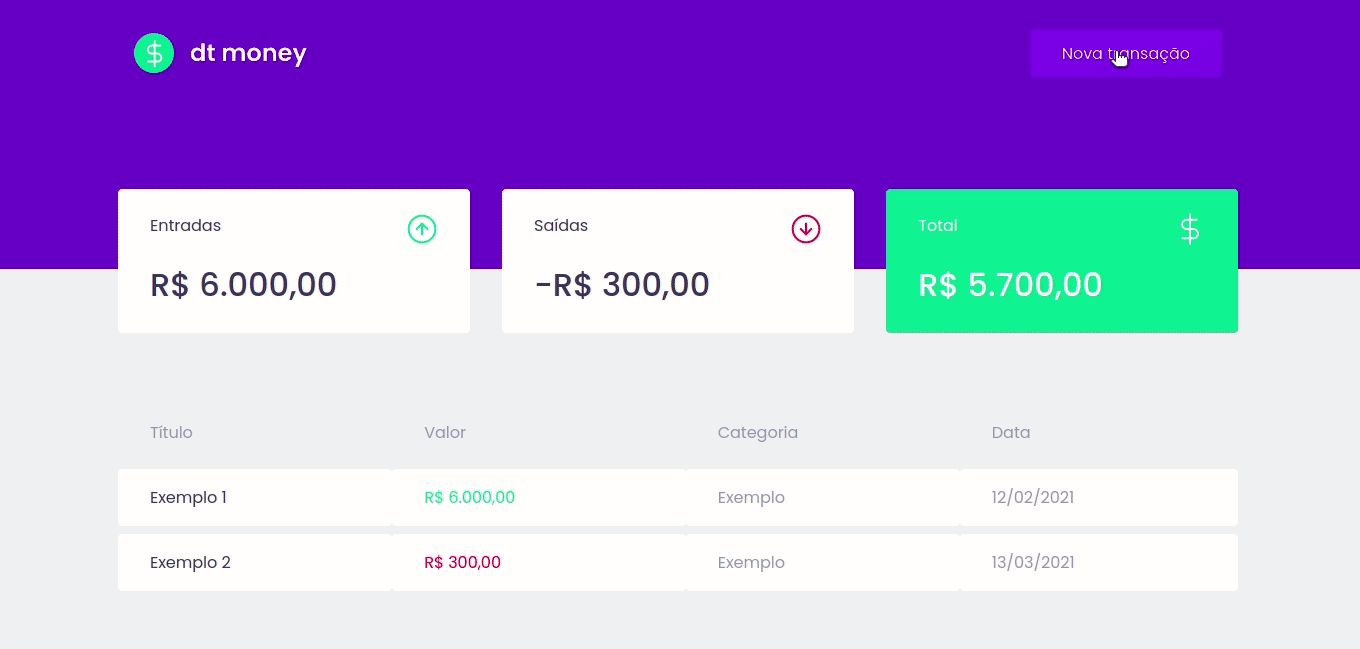 dt money
Nova transação
Entradas
R$ 6.000,00
Saídas
-R$ 300,00
Total
R$ 5.700,00
Título Valor Categoria Data
Exemplo 1 R$ 6.000,00 Exemplo 12/02/2021
Exemplo 2 R$ 300,00 Exemplo 13/03/2021